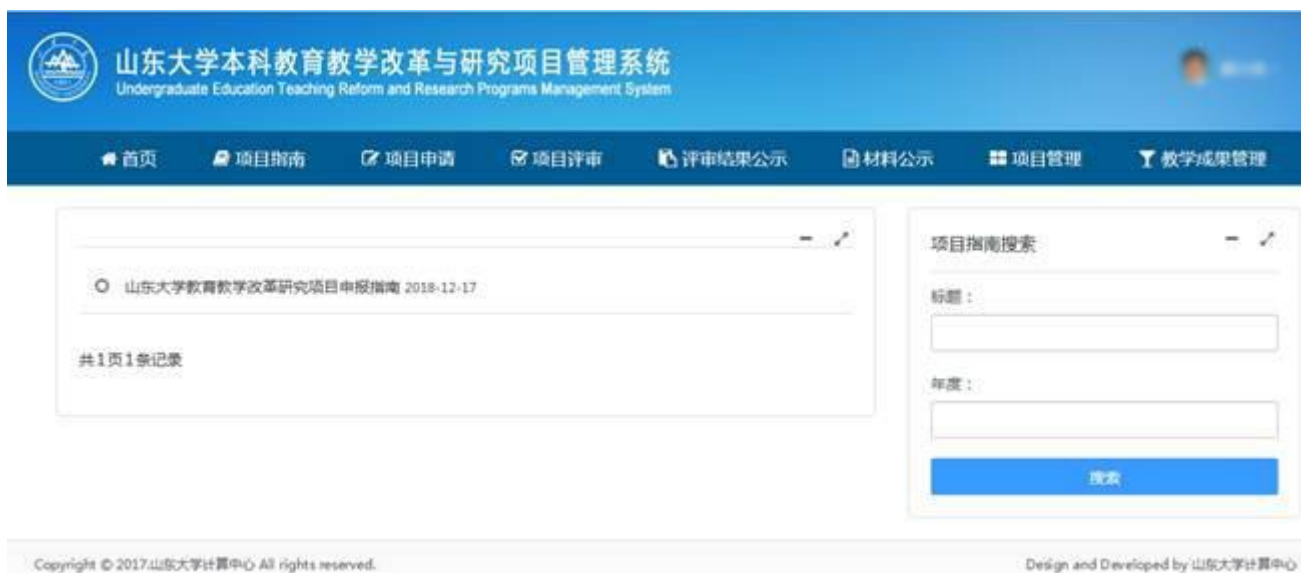 山东大学本科教育教学改革与研究项目管理系统
Undergraduate Education Teaching Reform and Research Programs Management System
首页 项目指南 项目申请 项目评审 评审结果公示 材料公示 项目管理 教学成果管理
山东大学教育教学改革研究项目申报指南 2018-12-17
共1页1条记录
项目指南搜索
标题：
年度：
搜索
Copyright © 2017.山东大学计算中心 All rights reserved.
Design and Developed by 山东大学计算中心